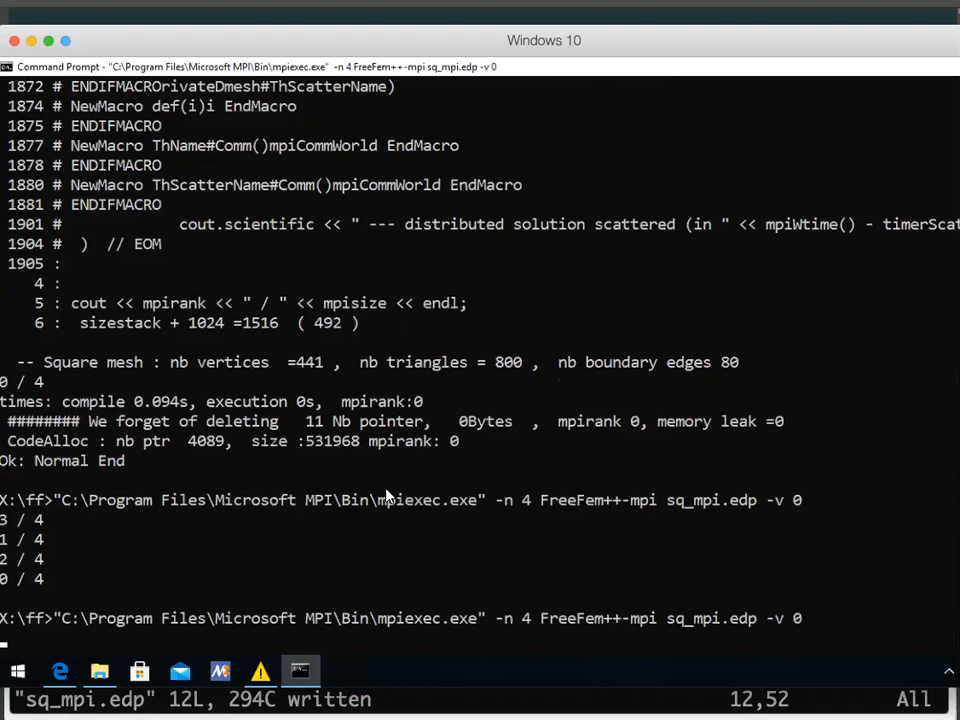 Windows 10
Command Prompt - "C:\Program Files\Microsoft MPI\Bin\mpiexec.exe" -n 4 FreeFem++-mpi sq_mpi.edp -v 0
1872 # ENDIFMACROrivateDmesh#ThScatterName)
1874 # NewMacro def(i)i EndMacro
1875 # ENDIFMACRO
1877 # NewMacro ThName#Comm()mpiCommWorld EndMacro
1878 # ENDIFMACRO
1880 # NewMacro ThScatterName#Comm()mpiCommWorld EndMacro
1881 # ENDIFMACRO
1901 # cout.scientific << " --- distributed solution scattered (in " << mpiWtime() - timerScat
1904 # ) // EOM
1905 :
4 :
5 : cout << mpirank << " / " << mpisize << endl;
6 : sizestack + 1024 =1516 ( 492 )
-- Square mesh : nb vertices =441 , nb triangles = 800 , nb boundary edges 80
0 / 4
times: compile 0.094s, execution 0s, mpirank:0
######## We forget of deleting 11 Nb pointer, 0Bytes , mpirank 0, memory leak =0
CodeAlloc : nb ptr 4089, size :531968 mpirank: 0
Ok: Normal End
X:\ff>"C:\Program Files\Microsoft MPI\Bin\mpiexec.exe" -n 4 FreeFem++-mpi sq_mpi.edp -v 0
3 / 4
1 / 4
2 / 4
0 / 4
X:\ff>"C:\Program Files\Microsoft MPI\Bin\mpiexec.exe" -n 4 FreeFem++-mpi sq_mpi.edp -v 0
"sq_mpi.edp" 12L, 294C written 12,52 All